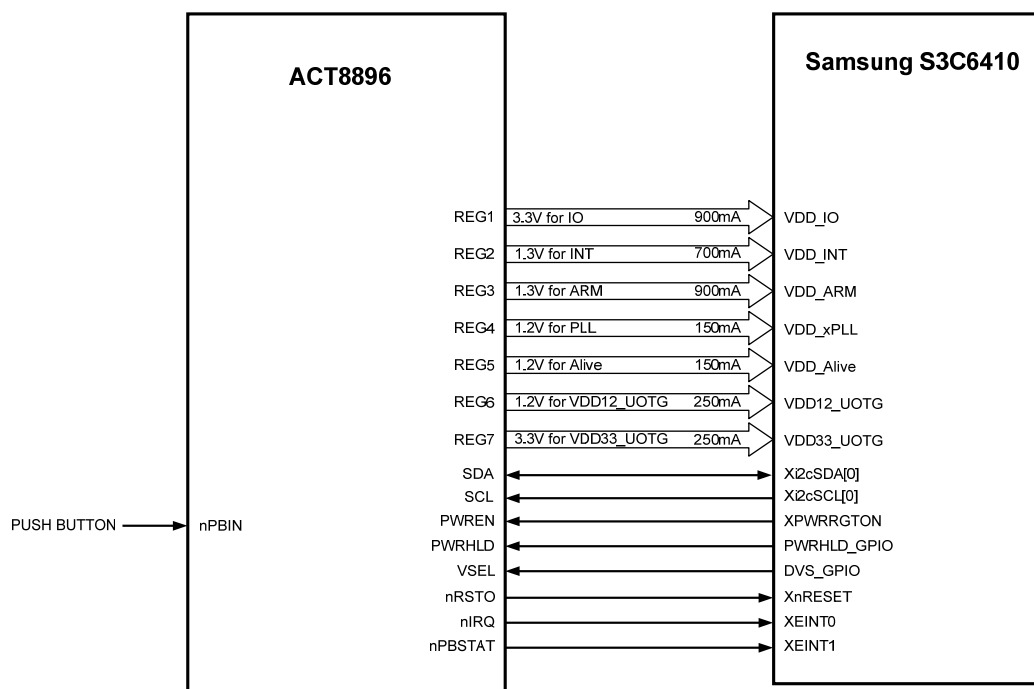 ACT8896
Samsung S3C6410
REG1 3.3V for IO 900mA VDD_IO
REG2 1.3V for INT 700mA VDD_INT
REG3 1.3V for ARM 900mA VDD_ARM
REG4 1.2V for PLL 150mA VDD_xPLL
REG5 1.2V for Alive 150mA VDD_Alive
REG6 1.2V for VDD12_UOTG 250mA VDD12_UOTG
REG7 3.3V for VDD33_UOTG 250mA VDD33_UOTG
SDA Xi2cSDA[0]
SCL Xi2cSCL[0]
PUSH BUTTON nPBIN PWREN XPWRRGTON
PWRHLD PWRHLD_GPIO
VSEL DVS_GPIO
nRSTO XnRESET
nIRQ XEINT0
nPBSTAT XEINT1